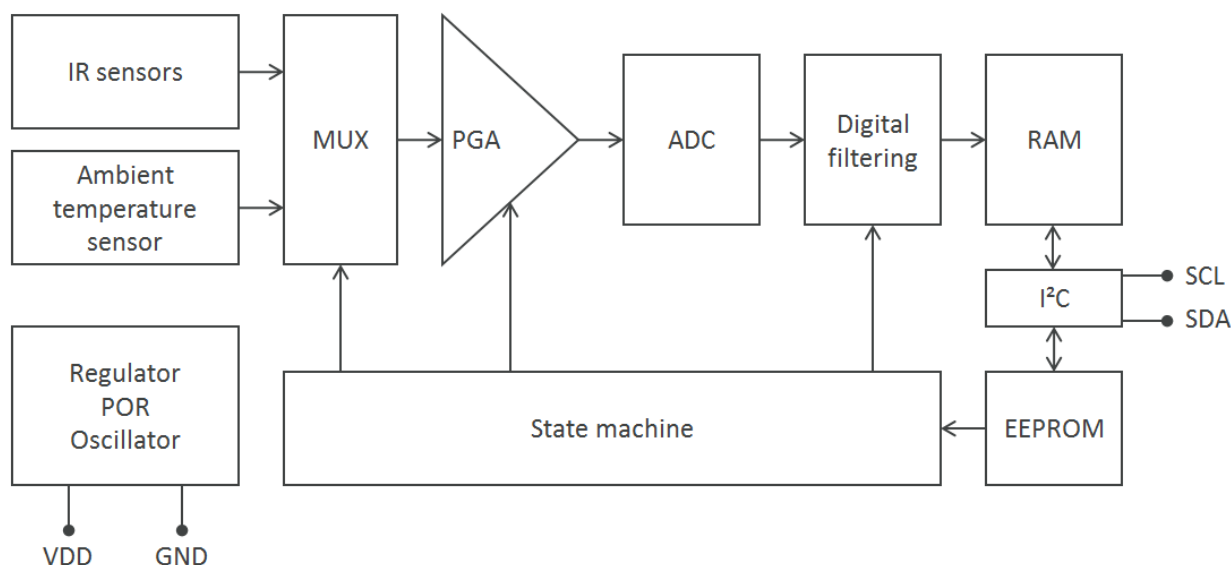 IR sensors
Ambient
temperature
sensor
MUX
PGA
ADC
Digital
filtering
RAM
I²C
SCL
SDA
Regulator
POR
Oscillator
State machine
EEPROM
VDD
GND